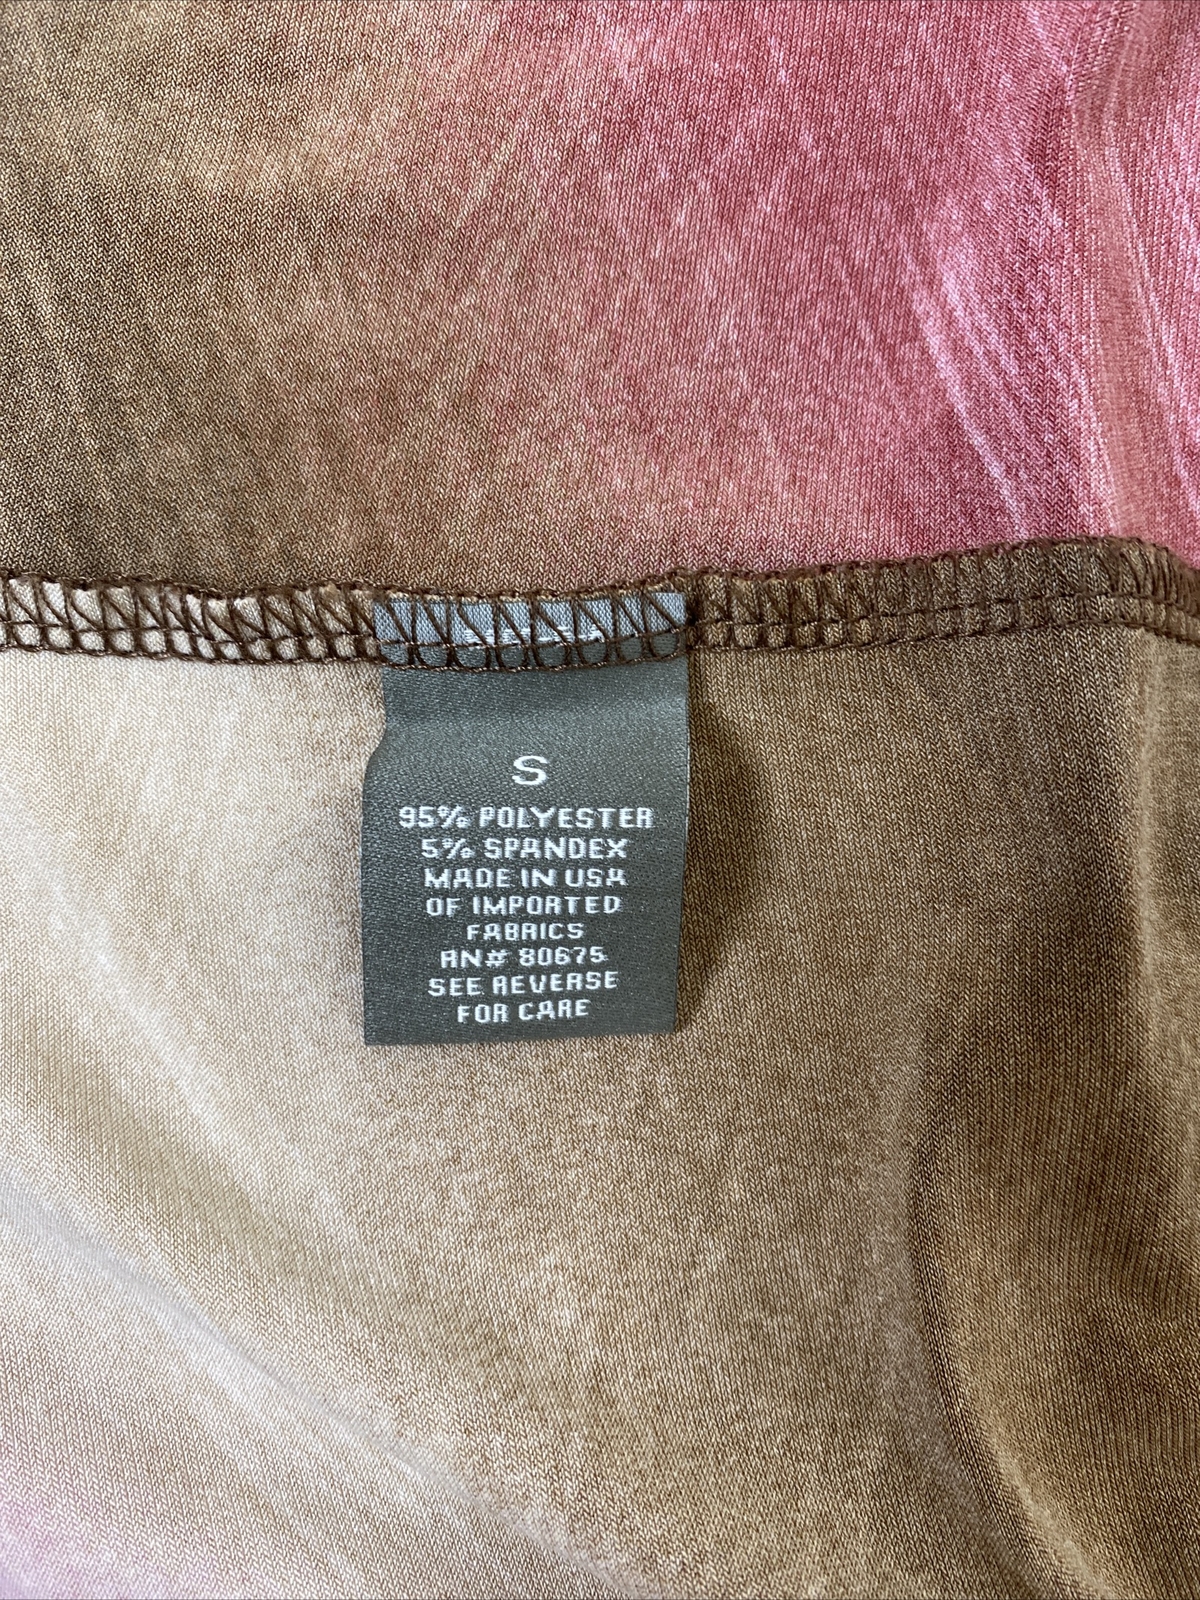 S
95% POLYESTER
5% SPANDEX
MADE IN USA
OF IMPORTED
FABRICS
RN# 80675
SEE REVERSE
FOR CARE